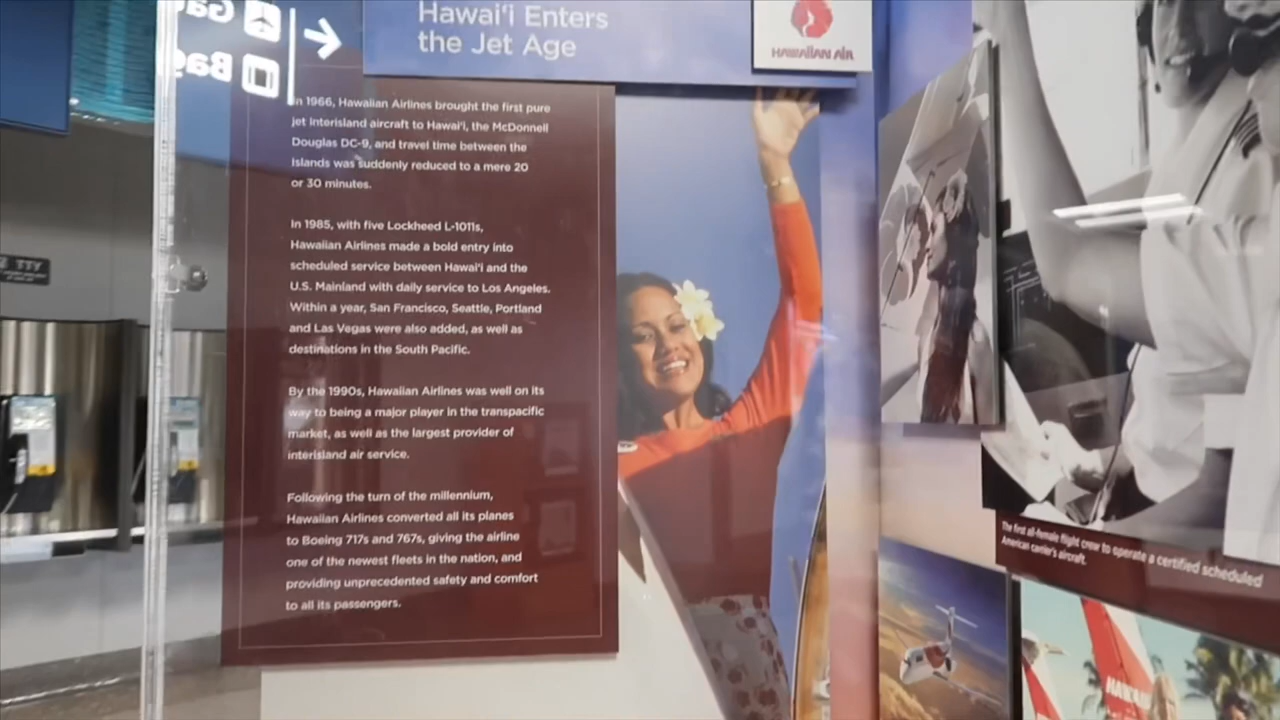 Hawai‘i Enters
the Jet Age
HAWAIIAN AIR
In 1966, Hawaiian Airlines brought the first pure
jet interisland aircraft to Hawai‘i, the McDonnell
Douglas DC-9, and travel time between the
islands was suddenly reduced to a mere 20
or 30 minutes.
In 1985, with five Lockheed L-1011s,
Hawaiian Airlines made a bold entry into
scheduled service between Hawai‘i and the
U.S. Mainland with daily service to Los Angeles.
Within a year, San Francisco, Seattle, Portland
and Las Vegas were also added, as well as
destinations in the South Pacific.
By the 1990s, Hawaiian Airlines was well on its
way to being a major player in the transpacific
market, as well as the largest provider of
interisland air service.
Following the turn of the millennium,
Hawaiian Airlines converted all its planes
to Boeing 717s and 767s, giving the airline
one of the newest fleets in the nation, and
providing unprecedented safety and comfort
to all its passengers.
TTY
The first all-female flight crew to operate a certified scheduled
American carrier's aircraft.